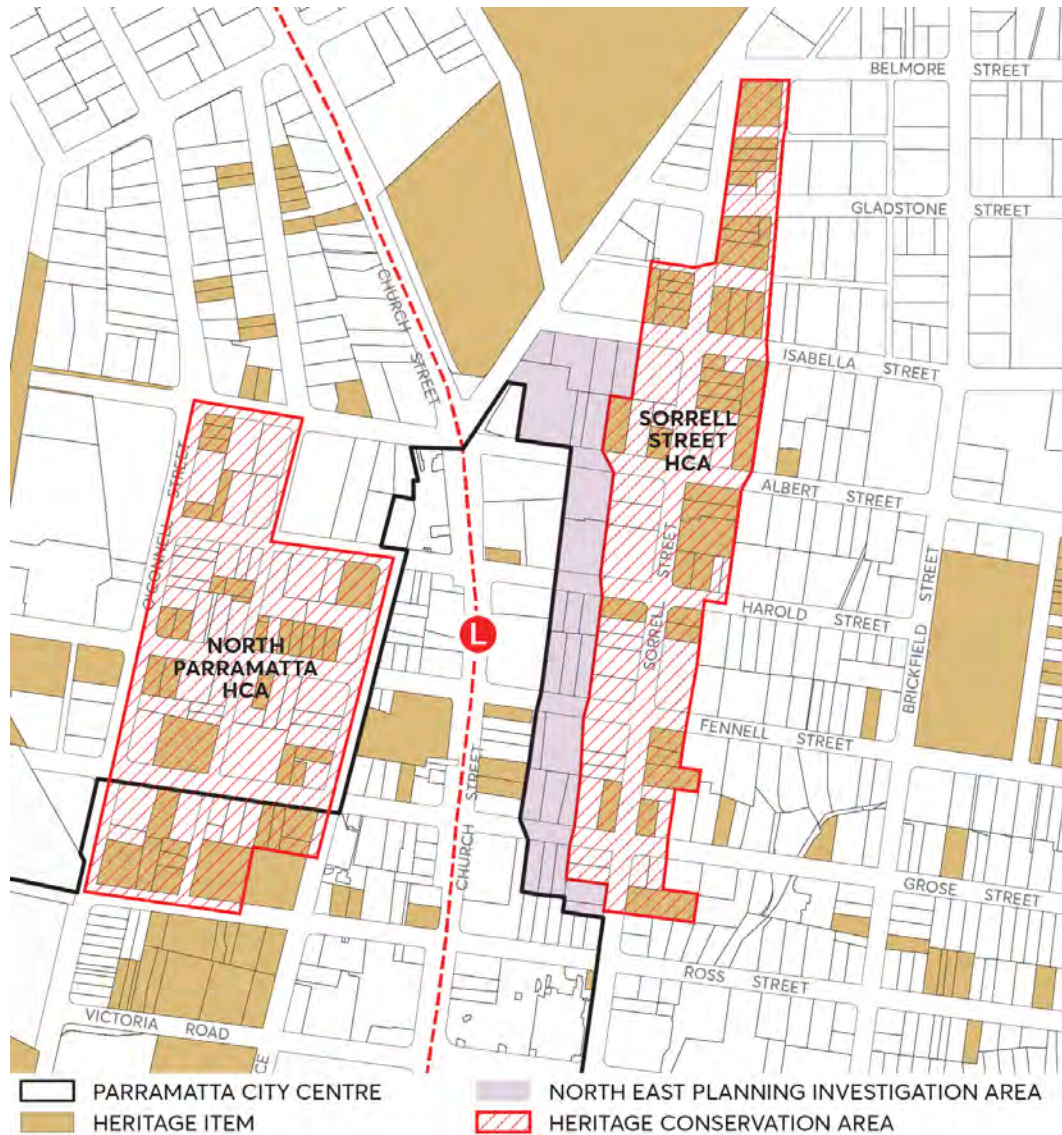 BELMORE STREET
GLADSTONE STREET
CHURCH STREET
ISABELLA STREET
SORRELL
STREET
HCA
O'CONNELL STREET
ALBERT STREET
SORRELL STREET
HAROLD STREET
BRICKFIELD STREET
L
NORTH
PARRAMATTA
HCA
FENNELL STREET
CHURCH STREET
GROSE STREET
ROSS STREET
VICTORIA ROAD
CE
PARRAMATTA CITY CENTRE
NORTH EAST PLANNING INVESTIGATION AREA
HERITAGE ITEM
HERITAGE CONSERVATION AREA